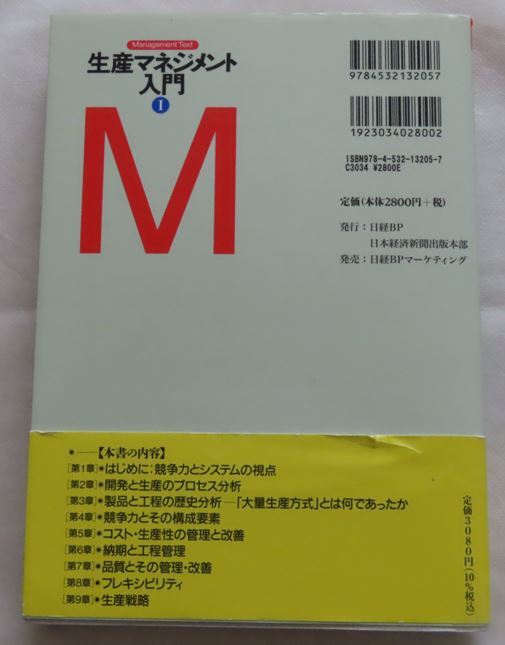 Management Text
生産マネジメント
入門
I
M
9784532132057
1923034028002
ISBN978-4-532-13205-7
C3034 ¥2800E
定価(本体2800円+税)
発行:日経BP
日本経済新聞出版本部
発売:日経BPマーケティング
*——【本書の内容】
[第1章]*はじめに:競争力とシステムの視点
[第2章]*開発と生産のプロセス分析
[第3章]*製品と工程の歴史分析—「大量生産方式」とは何であったか
[第4章]*競争力とその構成要素
[第5章]*コスト・生産性の管理と改善
[第6章]*納期と工程管理
[第7章]*品質とその管理・改善
[第8章]*フレキシビリティ
[第9章]*生産戦略
定価3080円(10%税込)